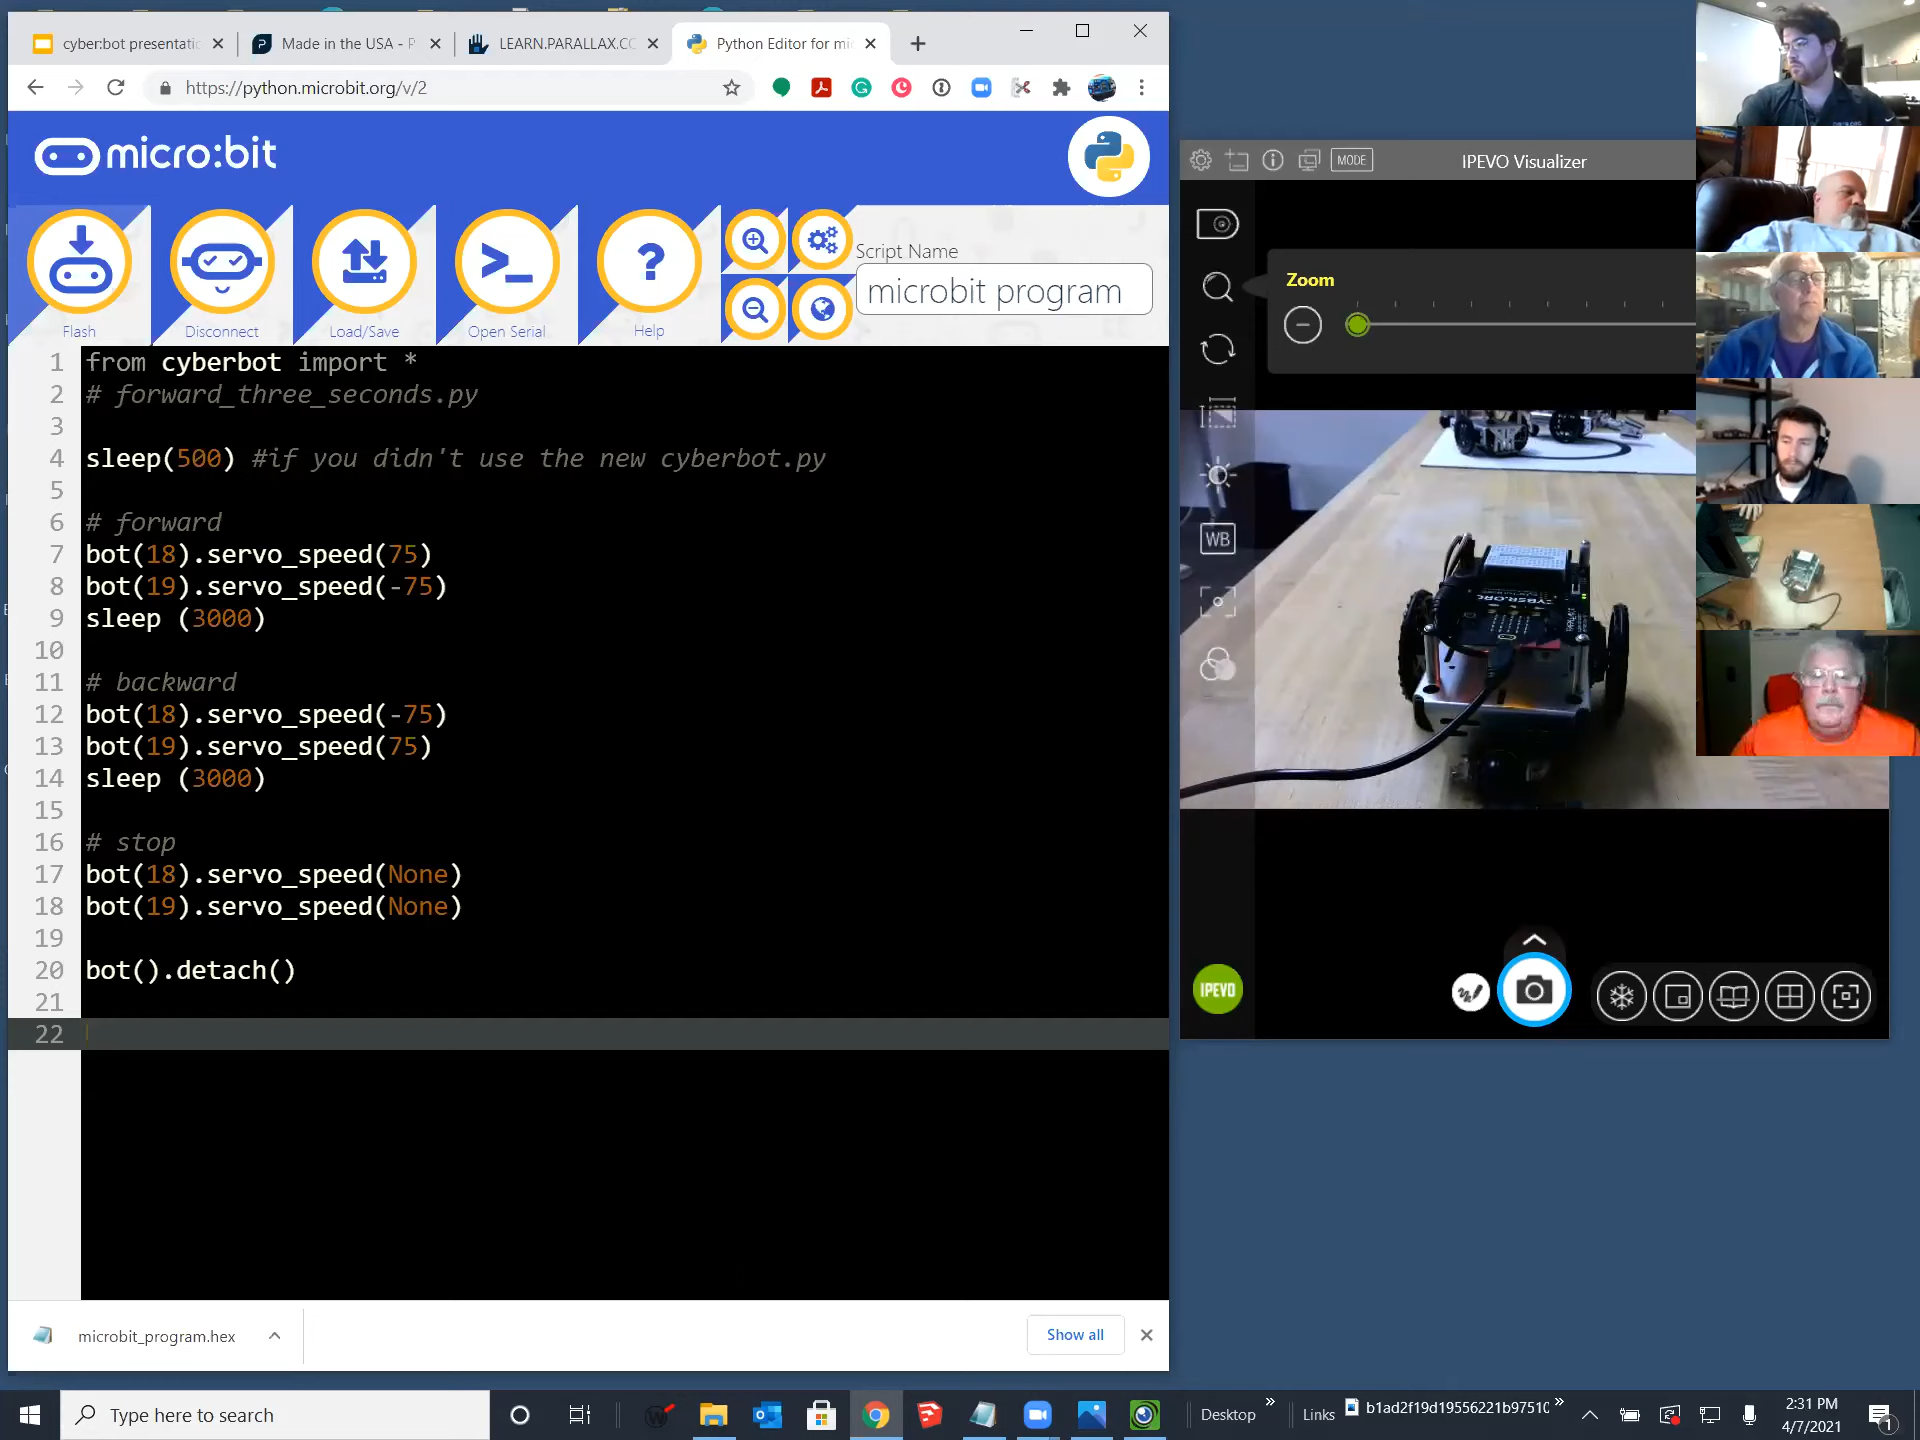 cyber:bot presentatic
Made in the USA - P
LEARN.PARALLAX.CC
Python Editor for mi
https://python.microbit.org/v/2
micro:bit
Flash
Disconnect
Load/Save
Open Serial
Help
Script Name
microbit program
1 from cyberbot import *
2 # forward_three_seconds.py
3
4 sleep(500) #if you didn't use the new cyberbot.py
5
6 # forward
7 bot(18).servo_speed(75)
8 bot(19).servo_speed(-75)
9 sleep (3000)
10
11 # backward
12 bot(18).servo_speed(-75)
13 bot(19).servo_speed(75)
14 sleep (3000)
15
16 # stop
17 bot(18).servo_speed(None)
18 bot(19).servo_speed(None)
19
20 bot().detach()
21
22
microbit_program.hex
Show all
MODE
IPEVO Visualizer
Zoom
WB
IPEVO
Type here to search
Desktop
Links
b1ad2f19d19556221b9751(
2:31 PM
4/7/2021
1